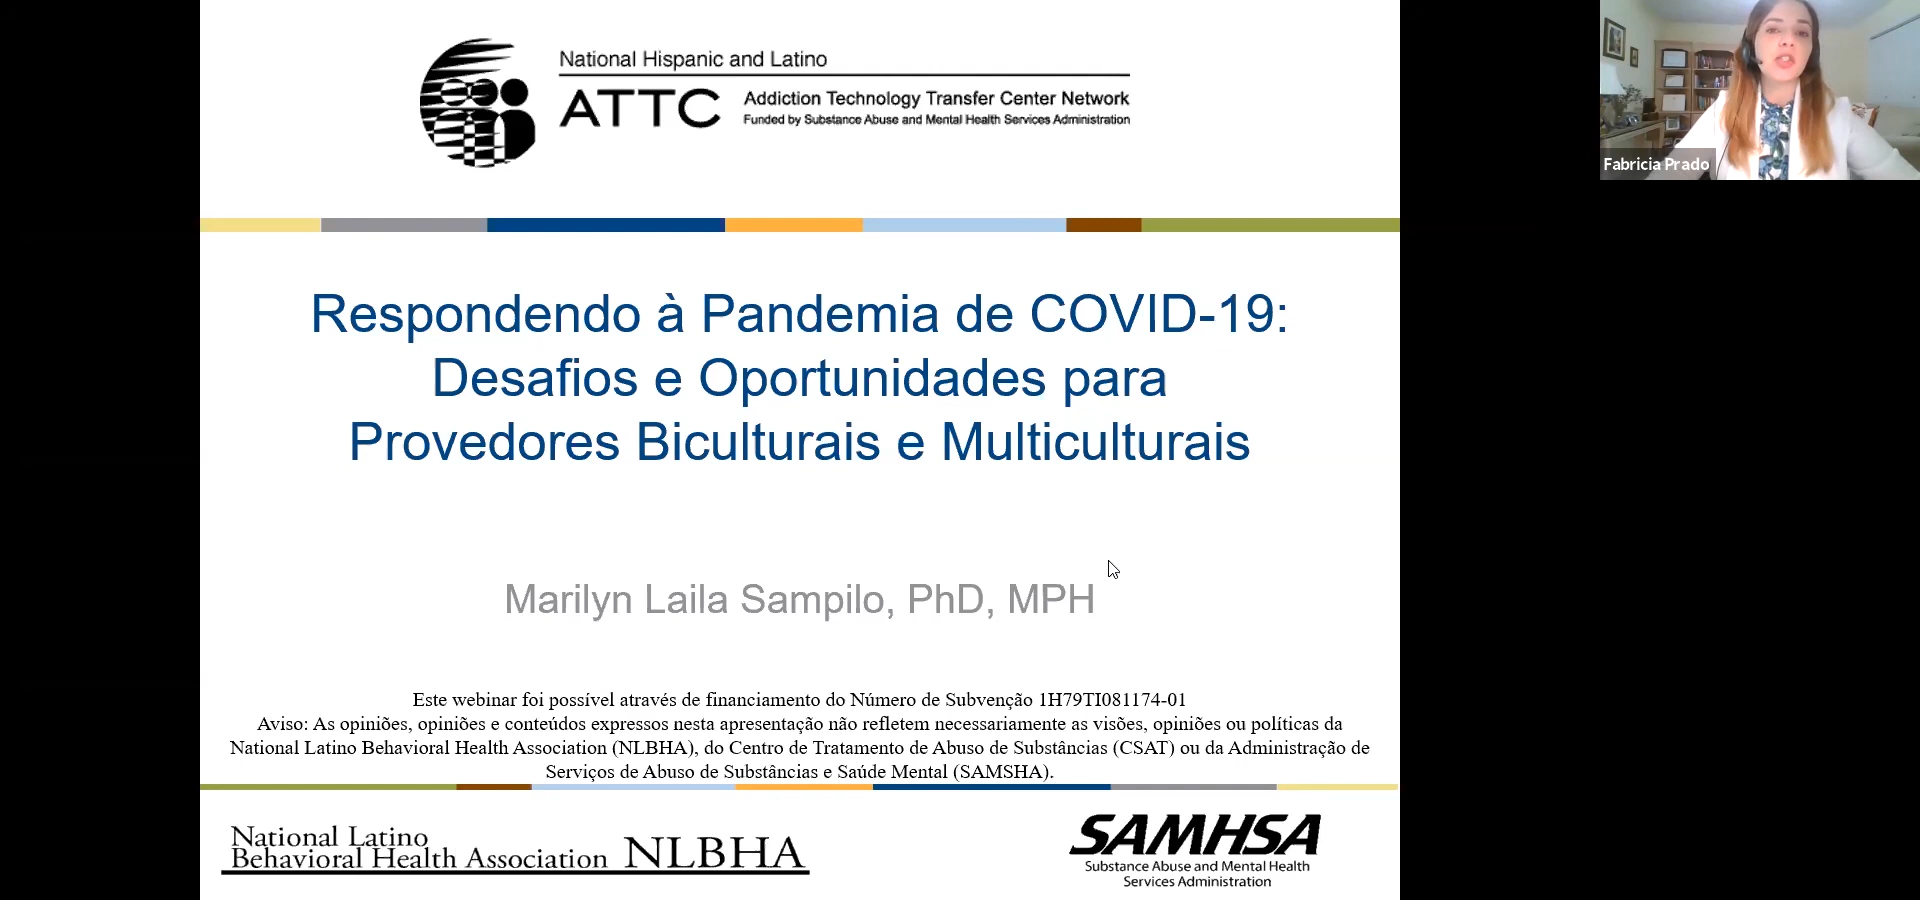 National Hispanic and Latino
ATTC
Addiction Technology Transfer Center Network
Funded by Substance Abuse and Mental Health Services Administration
Fabricia Prado
Respondendo à Pandemia de COVID-19:
Desafios e Oportunidades para
Provedores Biculturais e Multiculturais
Marilyn Laila Sampilo, PhD, MPH
Este webinar foi possível através de financiamento do Número de Subvenção 1H79TI081174-01
Aviso: As opiniões, opiniões e conteúdos expressos nesta apresentação não refletem necessariamente as visões, opiniões ou políticas da
National Latino Behavioral Health Association (NLBHA), do Centro de Tratamento de Abuso de Substâncias (CSAT) ou da Administração de
Serviços de Abuso de Substâncias e Saúde Mental (SAMSHA).
National Latino
Behavioral Health Association NLBHA
SAMHSA
Substance Abuse and Mental Health
Services Administration